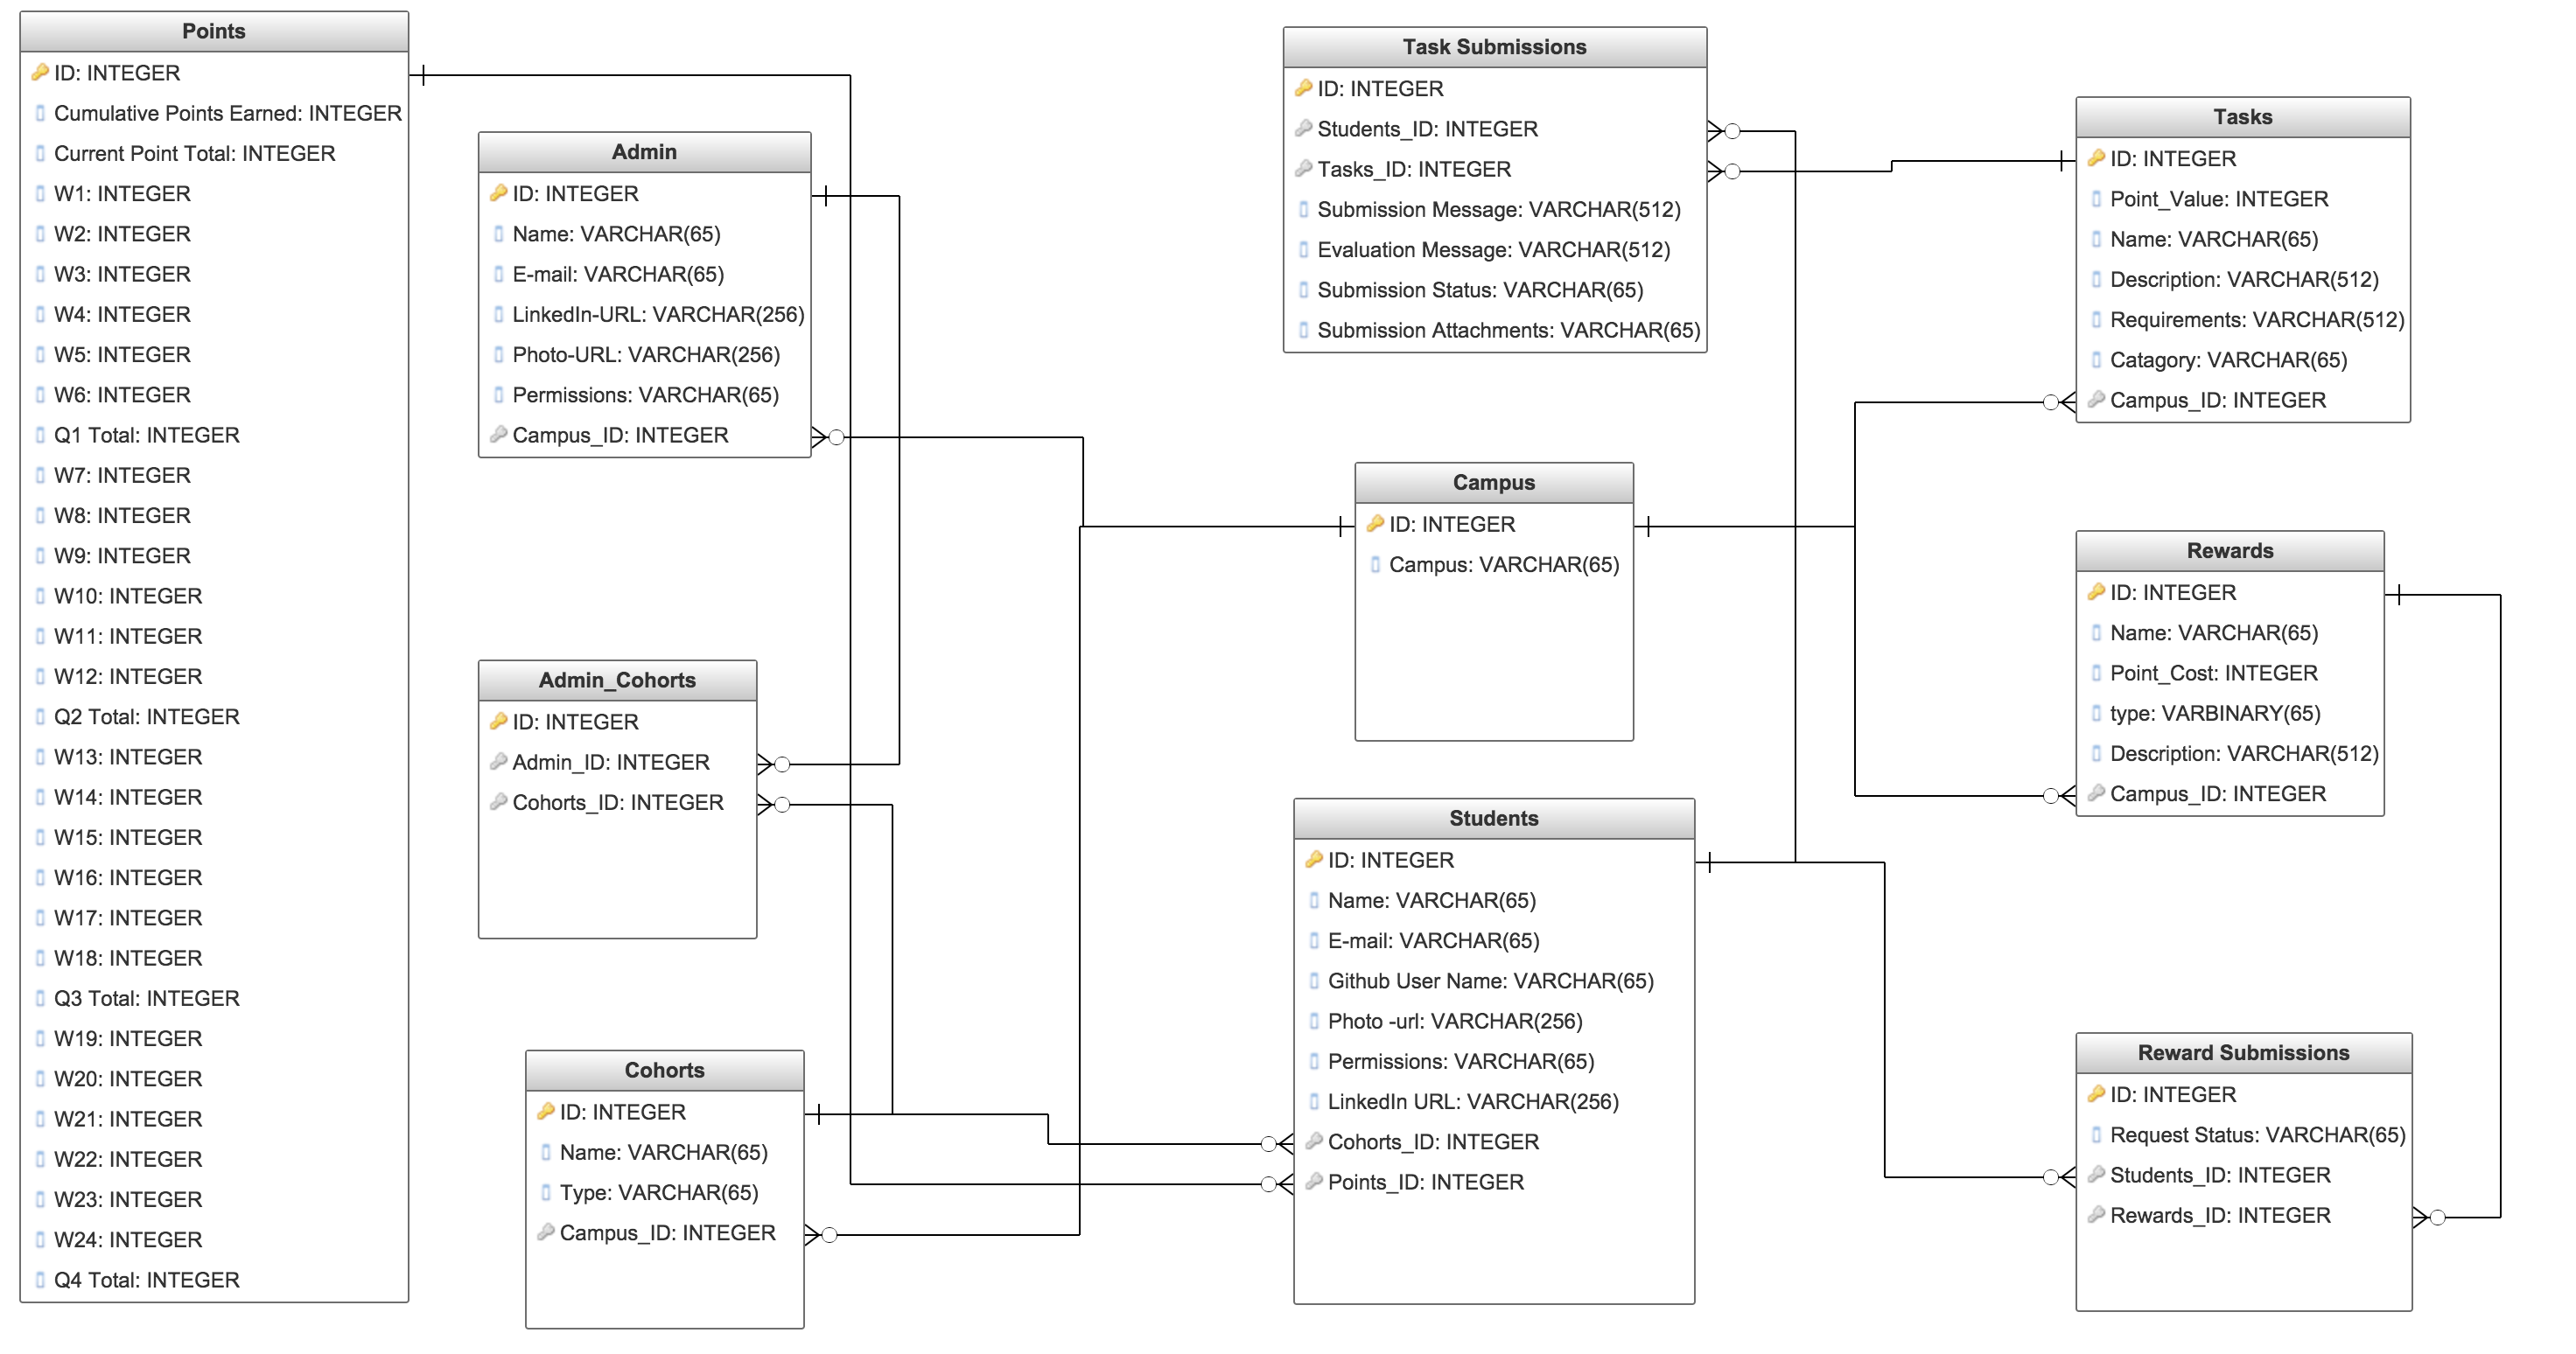 Points
ID: INTEGER
Cumulative Points Earned: INTEGER
Current Point Total: INTEGER
W1: INTEGER
W2: INTEGER
W3: INTEGER
W4: INTEGER
W5: INTEGER
W6: INTEGER
Q1 Total: INTEGER
W7: INTEGER
W8: INTEGER
W9: INTEGER
W10: INTEGER
W11: INTEGER
W12: INTEGER
Q2 Total: INTEGER
W13: INTEGER
W14: INTEGER
W15: INTEGER
W16: INTEGER
W17: INTEGER
W18: INTEGER
Q3 Total: INTEGER
W19: INTEGER
W20: INTEGER
W21: INTEGER
W22: INTEGER
W23: INTEGER
W24: INTEGER
Q4 Total: INTEGER
Admin
ID: INTEGER
Name: VARCHAR(65)
E-mail: VARCHAR(65)
LinkedIn-URL: VARCHAR(256)
Photo-URL: VARCHAR(256)
Permissions: VARCHAR(65)
Campus_ID: INTEGER
Admin_Cohorts
ID: INTEGER
Admin_ID: INTEGER
Cohorts_ID: INTEGER
Cohorts
ID: INTEGER
Name: VARCHAR(65)
Type: VARCHAR(65)
Campus_ID: INTEGER
Task Submissions
ID: INTEGER
Students_ID: INTEGER
Tasks_ID: INTEGER
Submission Message: VARCHAR(512)
Evaluation Message: VARCHAR(512)
Submission Status: VARCHAR(65)
Submission Attachments: VARCHAR(65)
Campus
ID: INTEGER
Campus: VARCHAR(65)
Students
ID: INTEGER
Name: VARCHAR(65)
E-mail: VARCHAR(65)
Github User Name: VARCHAR(65)
Photo -url: VARCHAR(256)
Permissions: VARCHAR(65)
LinkedIn URL: VARCHAR(256)
Cohorts_ID: INTEGER
Points_ID: INTEGER
Tasks
ID: INTEGER
Point_Value: INTEGER
Name: VARCHAR(65)
Description: VARCHAR(512)
Requirements: VARCHAR(512)
Catagory: VARCHAR(65)
Campus_ID: INTEGER
Rewards
ID: INTEGER
Name: VARCHAR(65)
Point_Cost: INTEGER
type: VARBINARY(65)
Description: VARCHAR(512)
Campus_ID: INTEGER
Reward Submissions
ID: INTEGER
Request Status: VARCHAR(65)
Students_ID: INTEGER
Rewards_ID: INTEGER